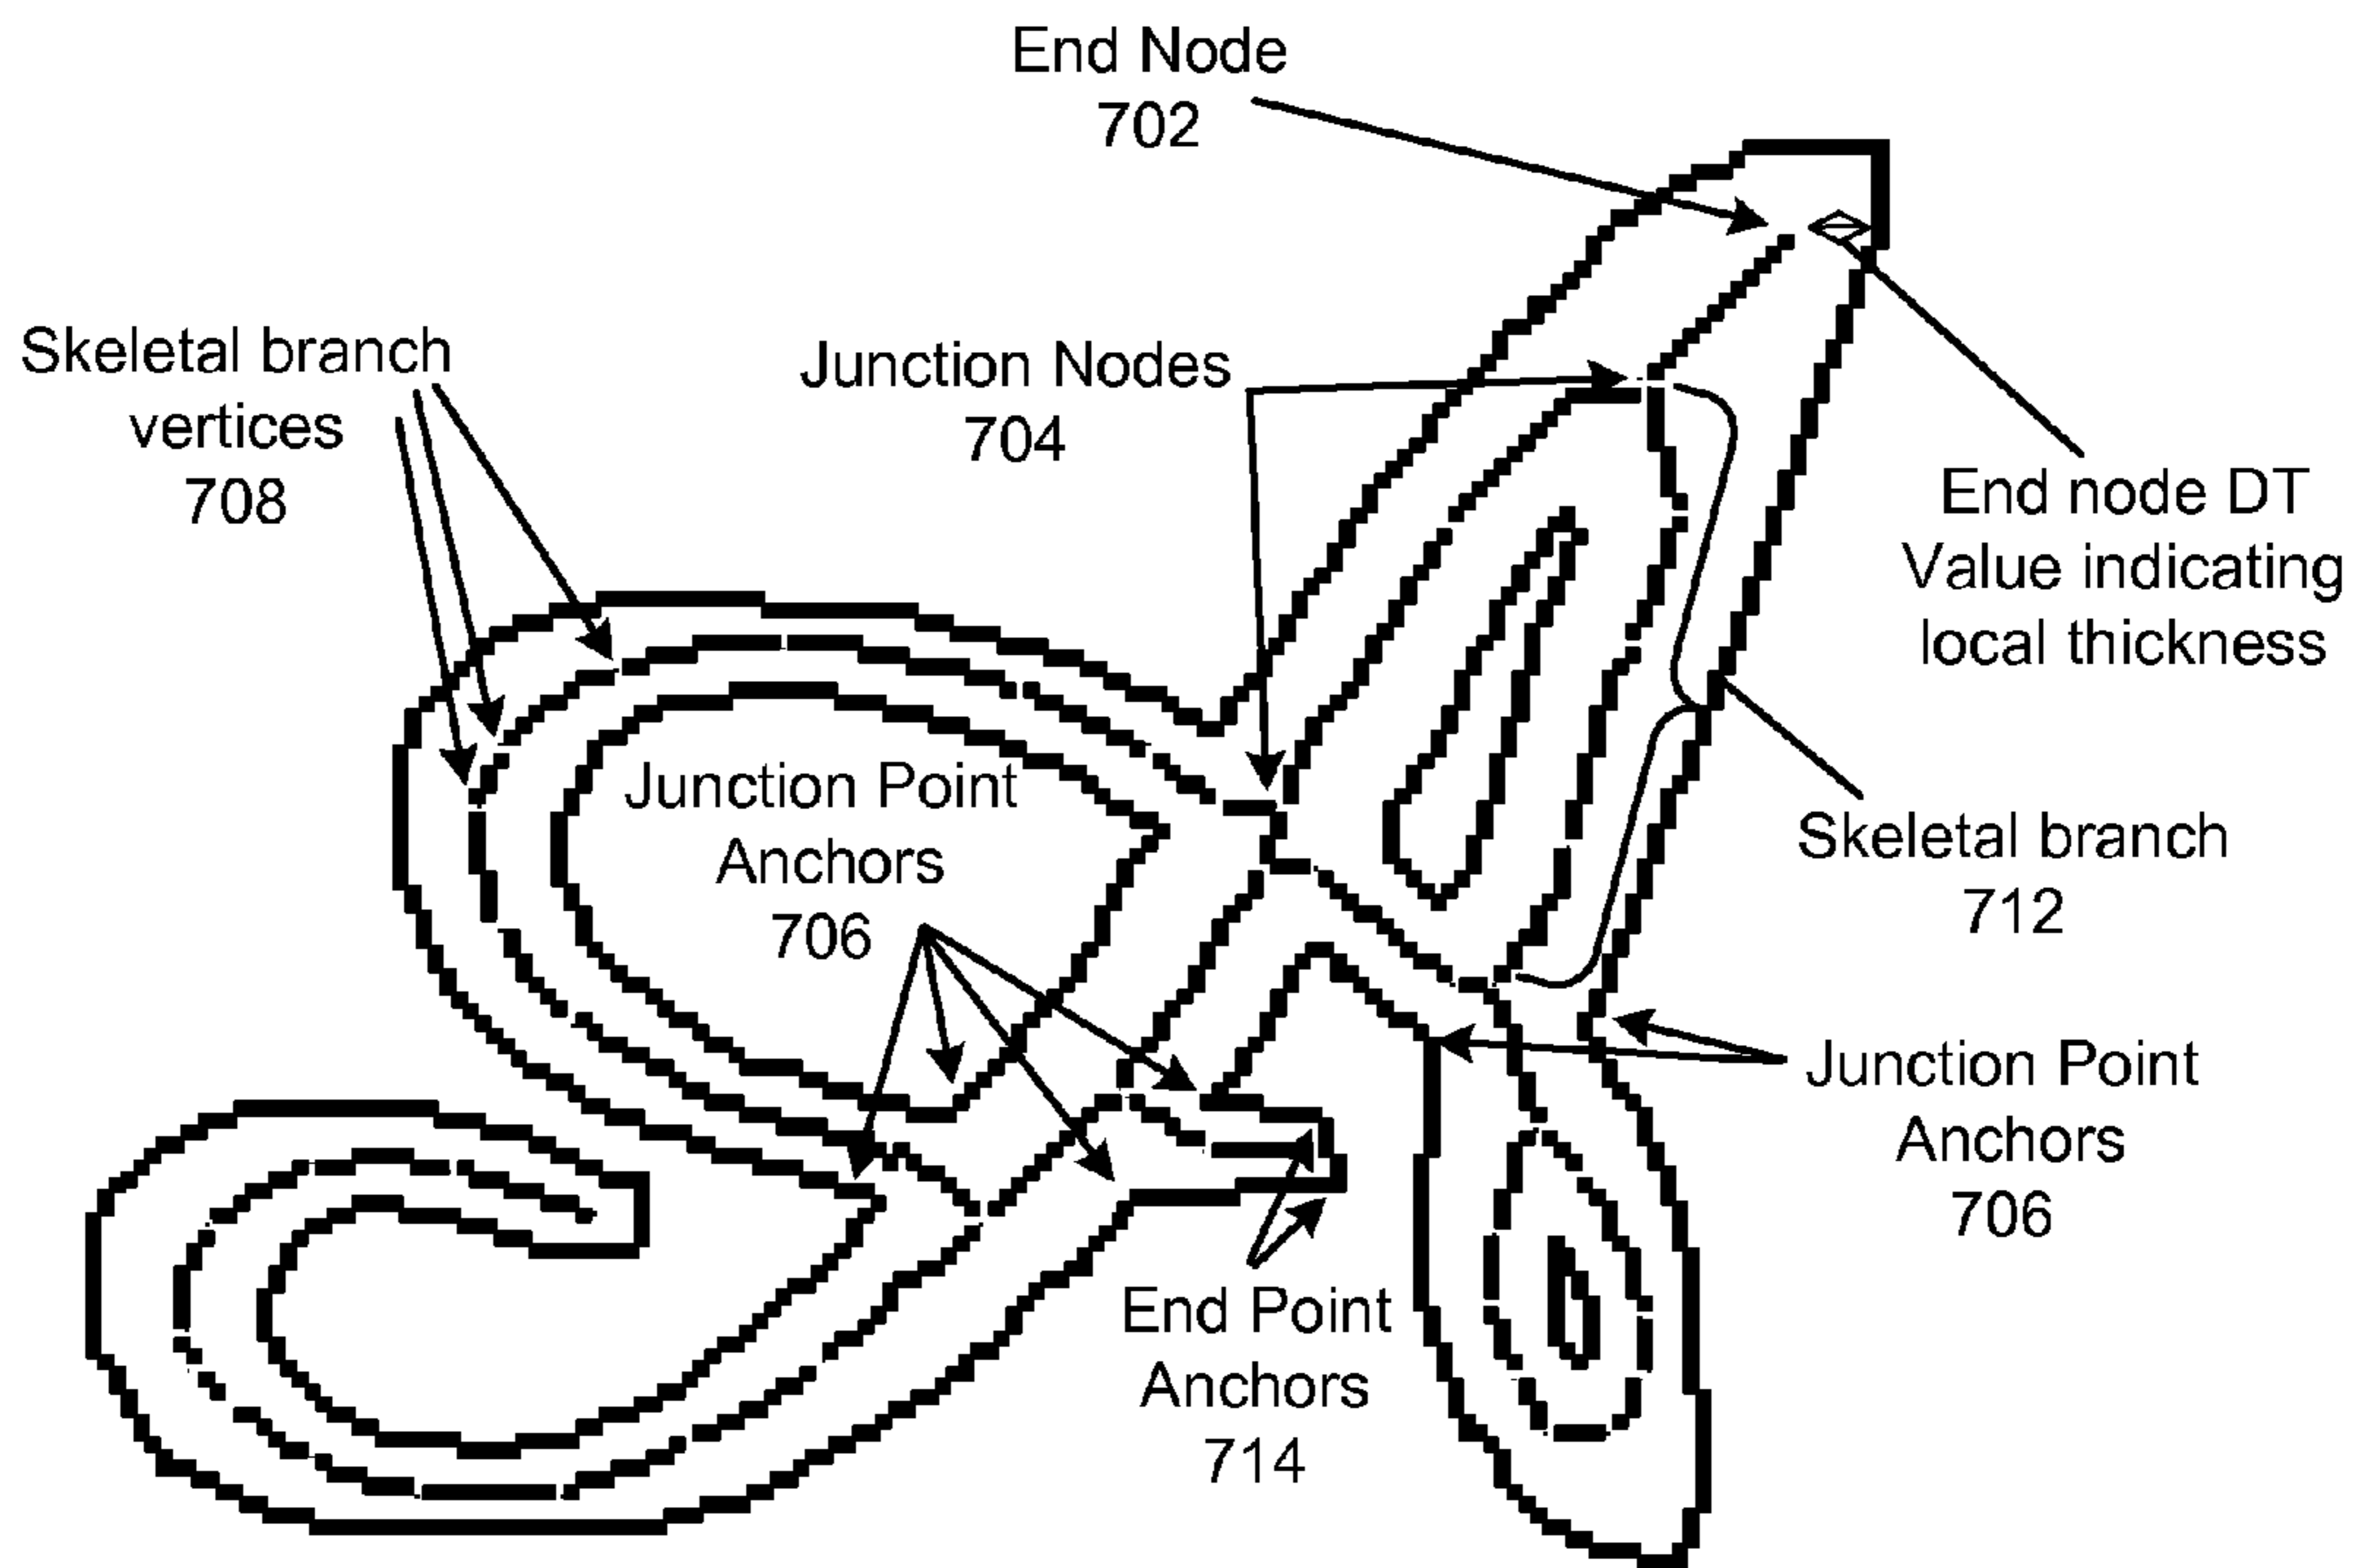 End Node
702
Skeletal branch
vertices
708
Junction Nodes
704
End node DT
Value indicating
local thickness
Junction Point
Anchors
706
Skeletal branch
712
Junction Point
Anchors
706
End Point
Anchors
714